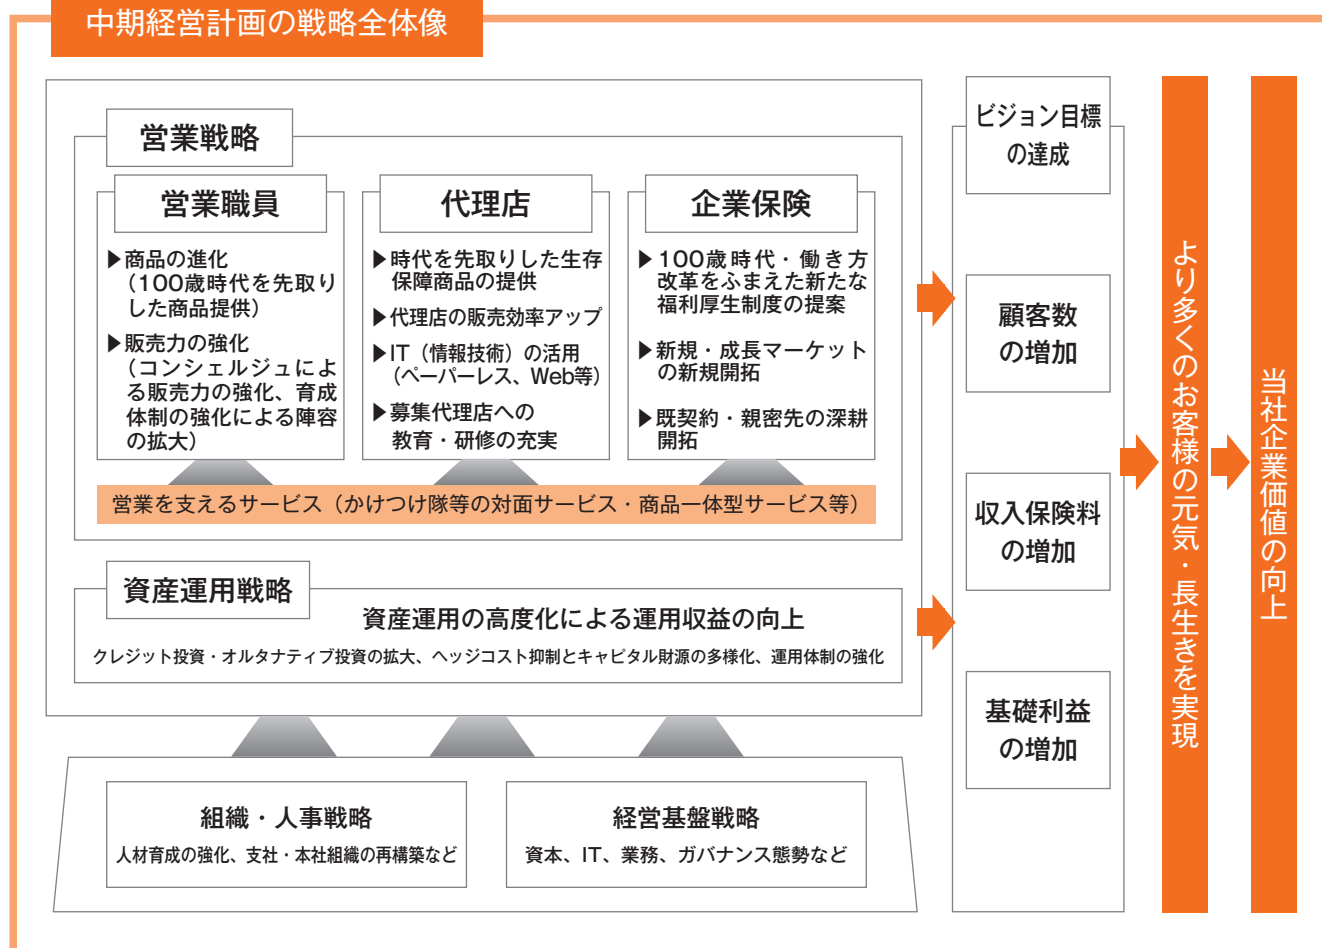 中期経営計画の戦略全体像
営業戦略
営業職員
▶商品の進化
（100歳時代を先取り
した商品提供）
▶販売力の強化
（コンシェルジュによ
る販売力の強化、育成
体制の強化による陣容
の拡大）
代理店
▶時代を先取りした生存
保障商品の提供
▶代理店の販売効率アップ
▶IT（情報技術）の活用
（ペーパーレス、Web等）
▶募集代理店への
教育・研修の充実
企業保険
▶100歳時代・働き方
改革をふまえた新たな
福利厚生制度の提案
▶新規・成長マーケット
の新規開拓
▶既契約・親密先の深耕
開拓
営業を支えるサービス（かけつけ隊等の対面サービス・商品一体型サービス等）
資産運用戦略
資産運用の高度化による運用収益の向上
クレジット投資・オルタナティブ投資の拡大、ヘッジコスト抑制とキャピタル財源の多様化、運用体制の強化
組織・人事戦略
人材育成の強化、支社・本社組織の再構築など
経営基盤戦略
資本、IT、業務、ガバナンス態勢など
ビジョン目標
の達成
顧客数
の増加
収入保険料
の増加
基礎利益
の増加
より多くのお客様の元気・長生きを実現
当社企業価値の向上